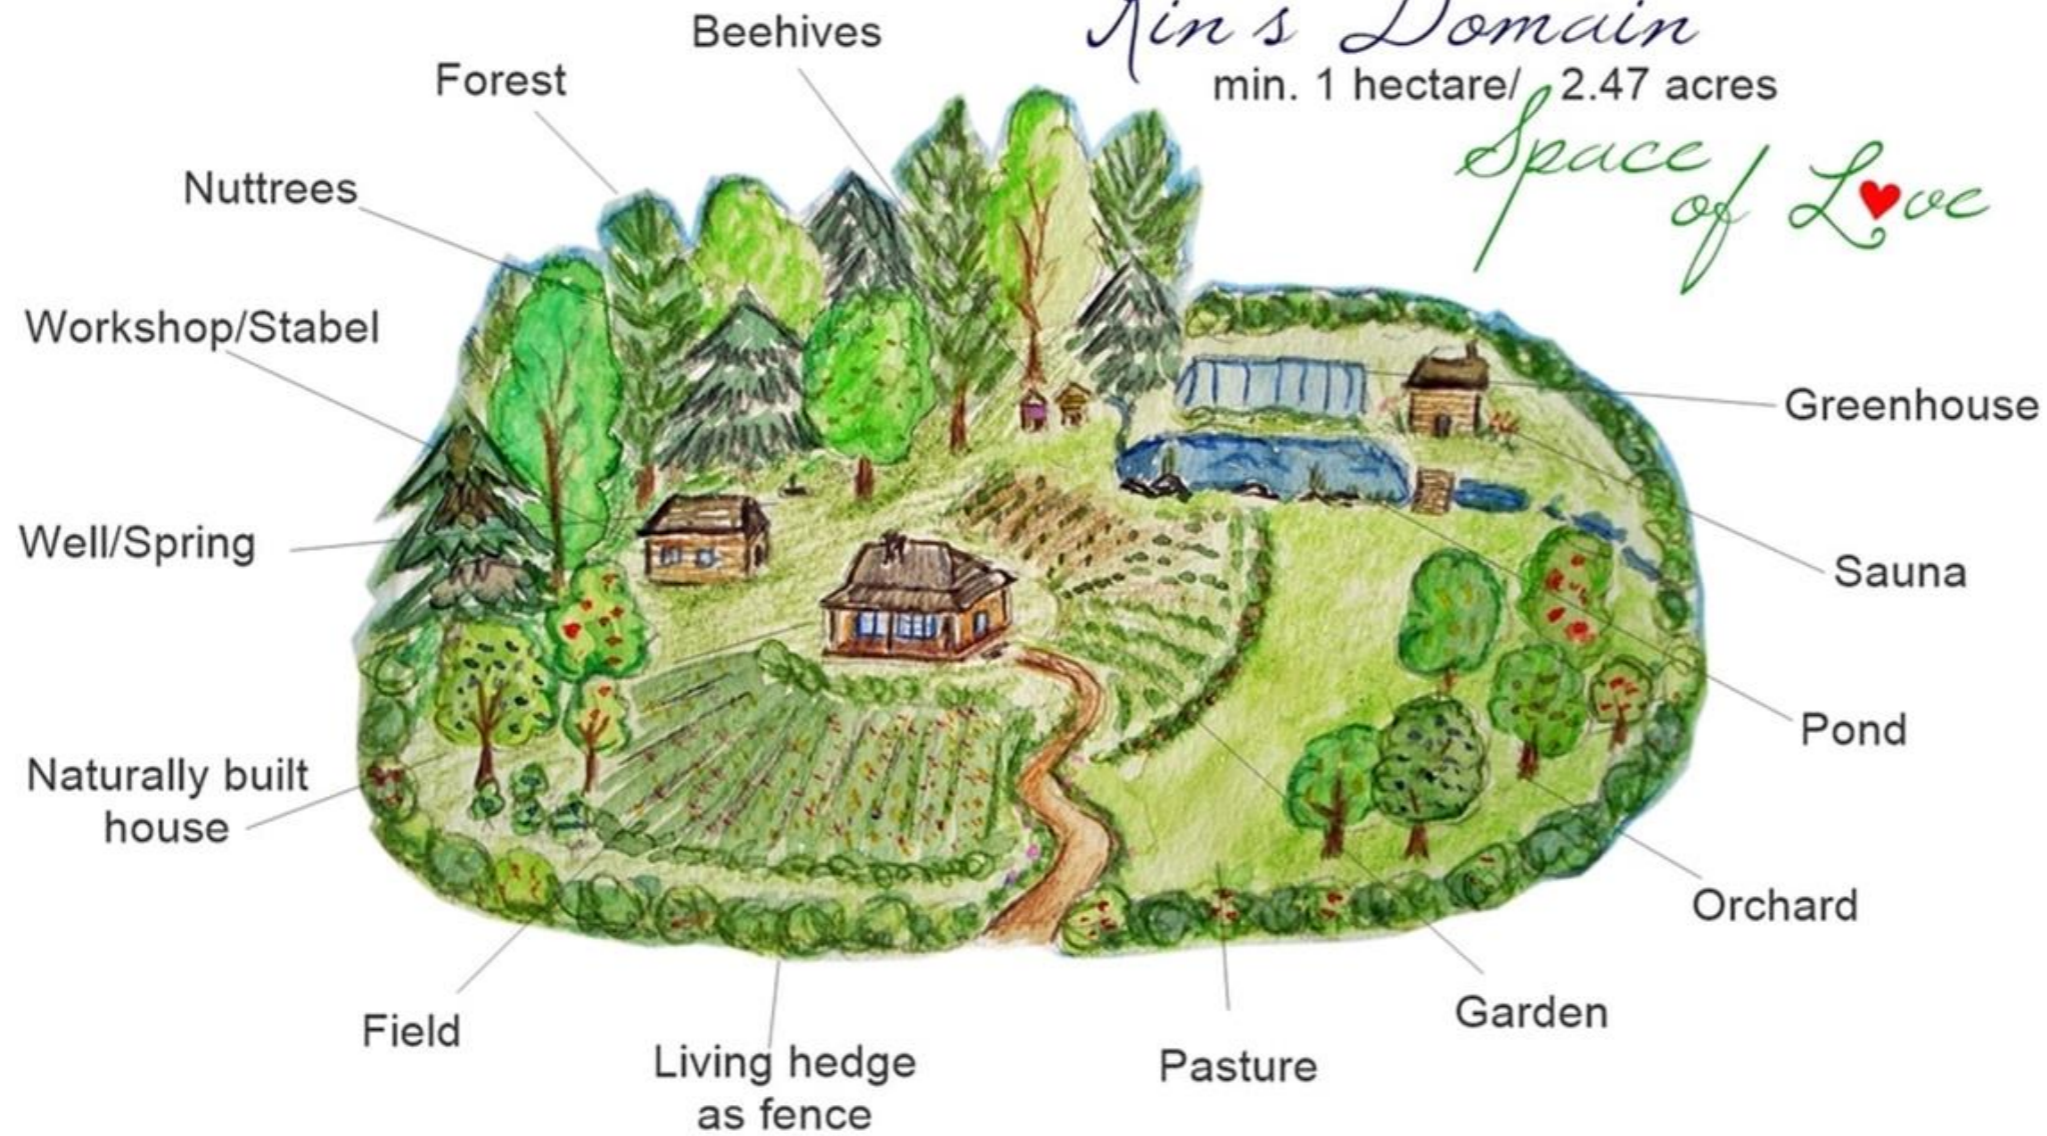 Kin's Domain
min. 1 hectare/ 2.47 acres
Space
of Love
Beehives
Forest
Nuttrees
Workshop/Stabel
Well/Spring
Naturally built
house
Field
Living hedge
as fence
Pasture
Garden
Orchard
Pond
Sauna
Greenhouse